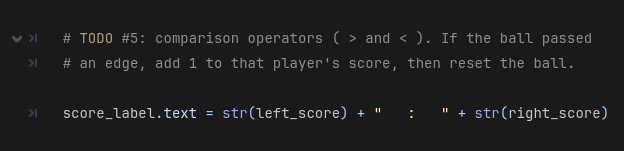 # TODO #5: comparison operators ( > and < ). If the ball passed
# an edge, add 1 to that player's score, then reset the ball.
score_label.text = str(left_score) + "   :   " + str(right_score)